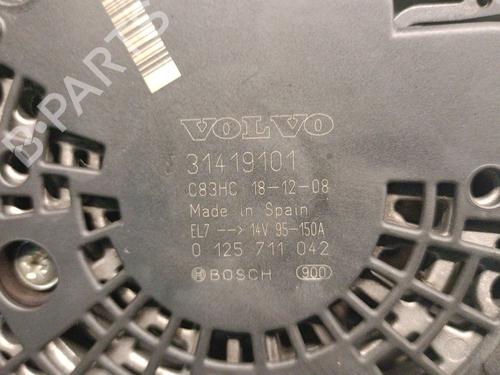 B-PARTS
VOLVO
31419101
C83HC 18-12-08
Made in Spain
EL7 --> 14V 95-150A
0 125 711 042
BOSCH 900